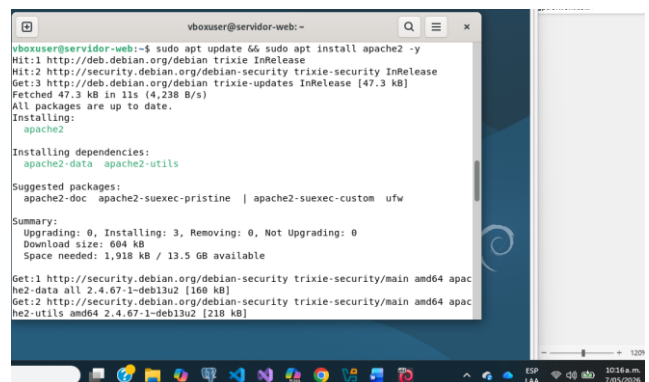 vboxuser@servidor-web: ~
vboxuser@servidor-web:~$ sudo apt update && sudo apt install apache2 -y
Hit:1 http://deb.debian.org/debian trixie InRelease
Hit:2 http://security.debian.org/debian-security trixie-security InRelease
Get:3 http://deb.debian.org/debian trixie-updates InRelease [47.3 kB]
Fetched 47.3 kB in 11s (4,238 B/s)
All packages are up to date.
Installing:
apache2
Installing dependencies:
apache2-data apache2-utils
Suggested packages:
apache2-doc apache2-suexec-pristine | apache2-suexec-custom ufw
Summary:
Upgrading: 0, Installing: 3, Removing: 0, Not Upgrading: 0
Download size: 604 kB
Space needed: 1,918 kB / 13.5 GB available
Get:1 http://security.debian.org/debian-security trixie-security/main amd64 apac
he2-data all 2.4.67-1~deb13u2 [160 kB]
Get:2 http://security.debian.org/debian-security trixie-security/main amd64 apac
he2-utils amd64 2.4.67-1~deb13u2 [218 kB]
120%
ESP
LAA
10:16 a. m.
7/05/2026